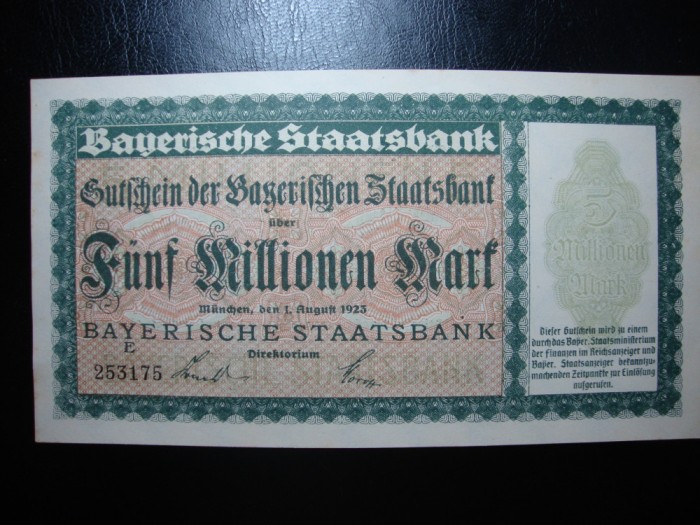 Bayerische Staatsbank
Gutschein der Bayerischen Staatsbank
über
Fünf Millionen Mark
München, den 1. August 1923
BAYERISCHE STAATSBANK
E
Direktorium
253175
5
Millionen
Mark
Dieser Gutschein wird zu einem
durch das Bayer. Staatsministerium
der Finanzen im Reichsanzeiger und
Bayer. Staatsanzeiger bekanntzu-
machenden Zeitpunkte zur Einlösung
aufgerufen.